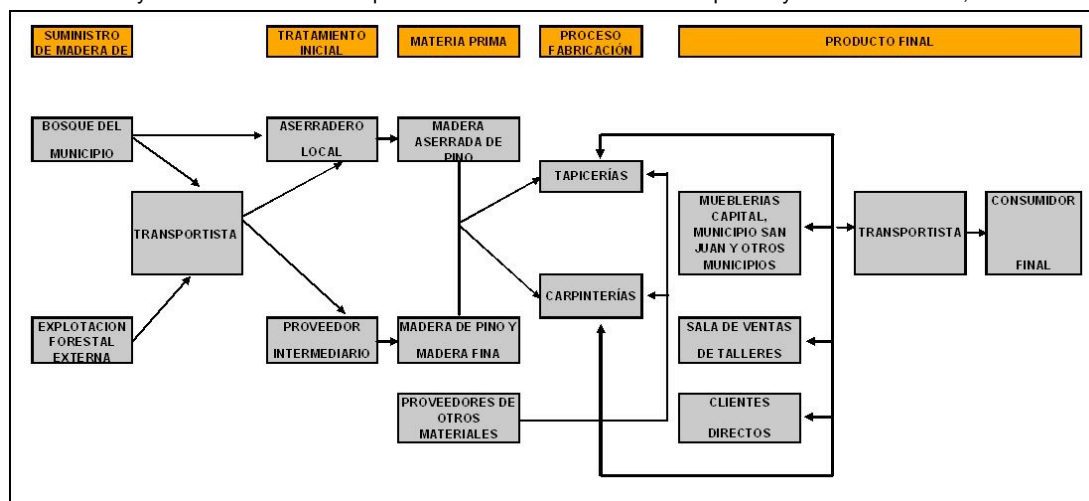 SUMINISTRO
DE MADERA DE
TRATAMIENTO
INICIAL
MATERIA PRIMA
PROCESO
FABRICACIÓN
PRODUCTO FINAL
BOSQUE DEL
MUNICIPIO
ASERRADERO
LOCAL
MADERA
ASERRADA DE
PINO
TAPICERÍAS
TRANSPORTISTA
MUEBLERIAS
CAPITAL,
MUNICIPIO SAN
JUAN Y OTROS
MUNICIPIOS
TRANSPORTISTA
CONSUMIDOR
FINAL
CARPINTERÍAS
EXPLOTACION
FORESTAL
EXTERNA
PROVEEDOR
INTERMEDIARIO
MADERA DE PINO Y
MADERA FINA
SALA DE VENTAS
DE TALLERES
PROVEEDORES DE
OTROS
MATERIALES
CLIENTES
DIRECTOS